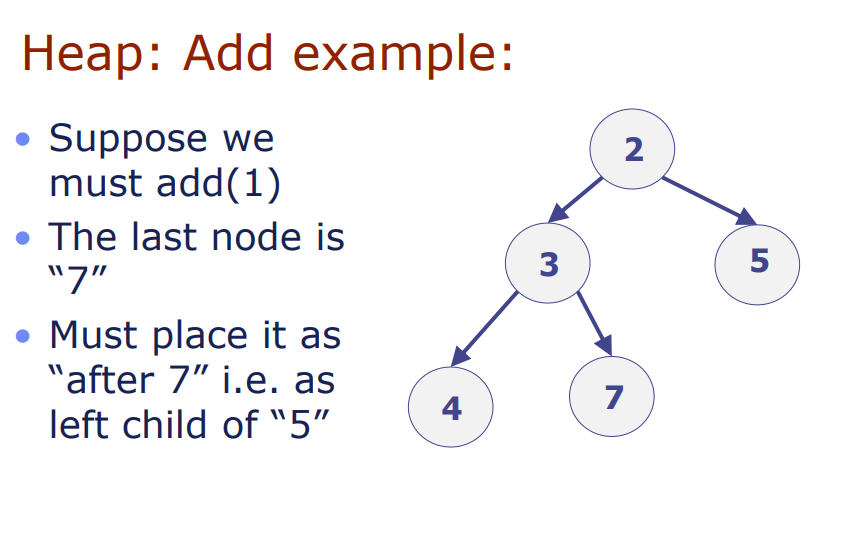 Heap: Add example:
• Suppose we
must add(1)
• The last node is
“7”
• Must place it as
“after 7” i.e. as
left child of “5”
2
3
5
4
7